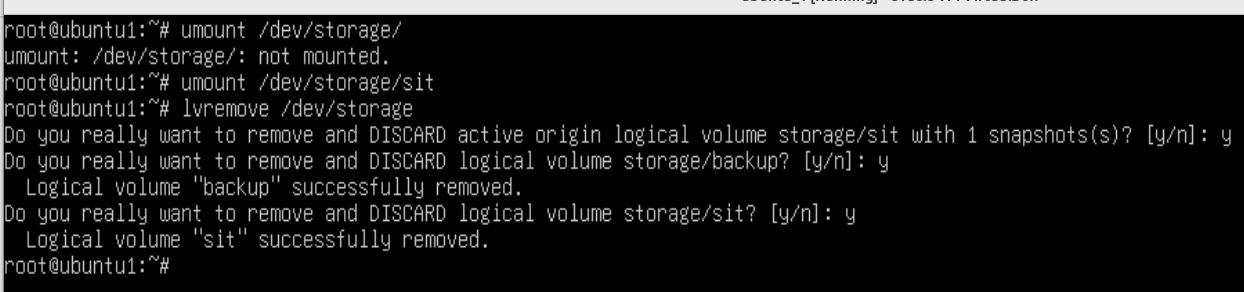 root@ubuntu1:~# umount /dev/storage/
umount: /dev/storage/: not mounted.
root@ubuntu1:~# umount /dev/storage/sit
root@ubuntu1:~# lvremove /dev/storage
Do you really want to remove and DISCARD active origin logical volume storage/sit with 1 snapshots(s)? [y/n]: y
Do you really want to remove and DISCARD logical volume storage/backup? [y/n]: y
  Logical volume "backup" successfully removed.
Do you really want to remove and DISCARD logical volume storage/sit? [y/n]: y
  Logical volume "sit" successfully removed.
root@ubuntu1:~#